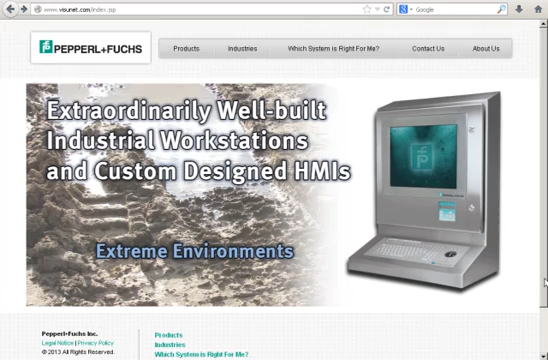 www.visunet.com/index.jsp
Google
PEPPERL+FUCHS
Products
Industries
Which System is Right For Me?
Contact Us
About Us
Extraordinarily Well-built
Industrial Workstations
and Custom Designed HMIs
Extreme Environments
Pepperl+Fuchs Inc.
Legal Notice | Privacy Policy
© 2013 All Rights Reserved.
Products
Industries
Which System is Right For Me?